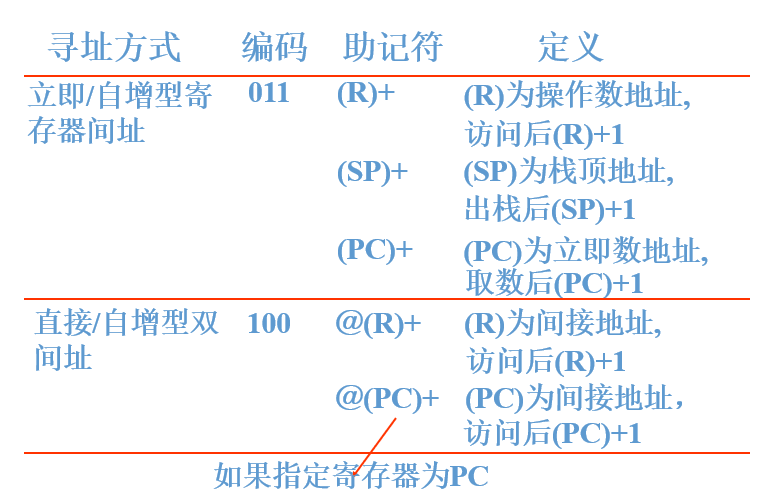 寻址方式 编码 助记符 定义
立即/自增型寄 011 (R)+ (R)为操作数地址,
存器间址 访问后(R)+1
(SP)+ (SP)为栈顶地址,
出栈后(SP)+1
(PC)+ (PC)为立即数地址,
取数后(PC)+1
直接/自增型双 100 @(R)+ (R)为间接地址,
间址 访问后(R)+1
@(PC)+ (PC)为间接地址，
访问后(PC)+1
如果指定寄存器为PC